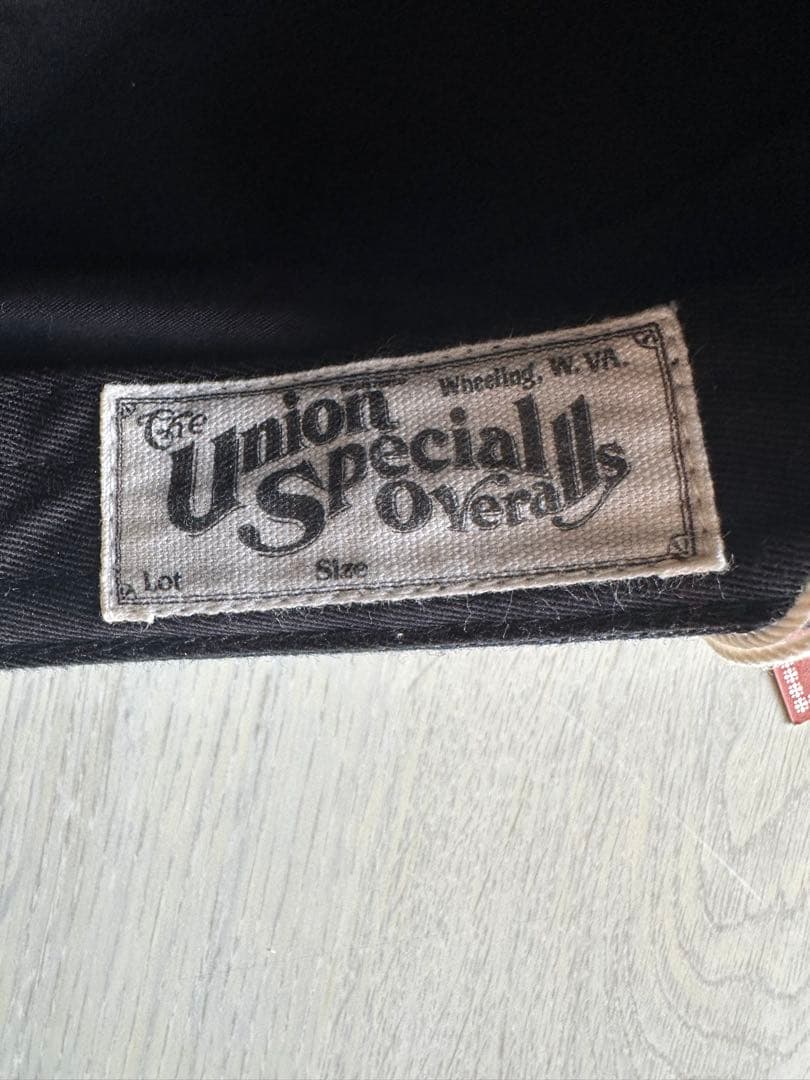 Wheeling, W. VA.
The Union
Special
Overalls
Lot Size